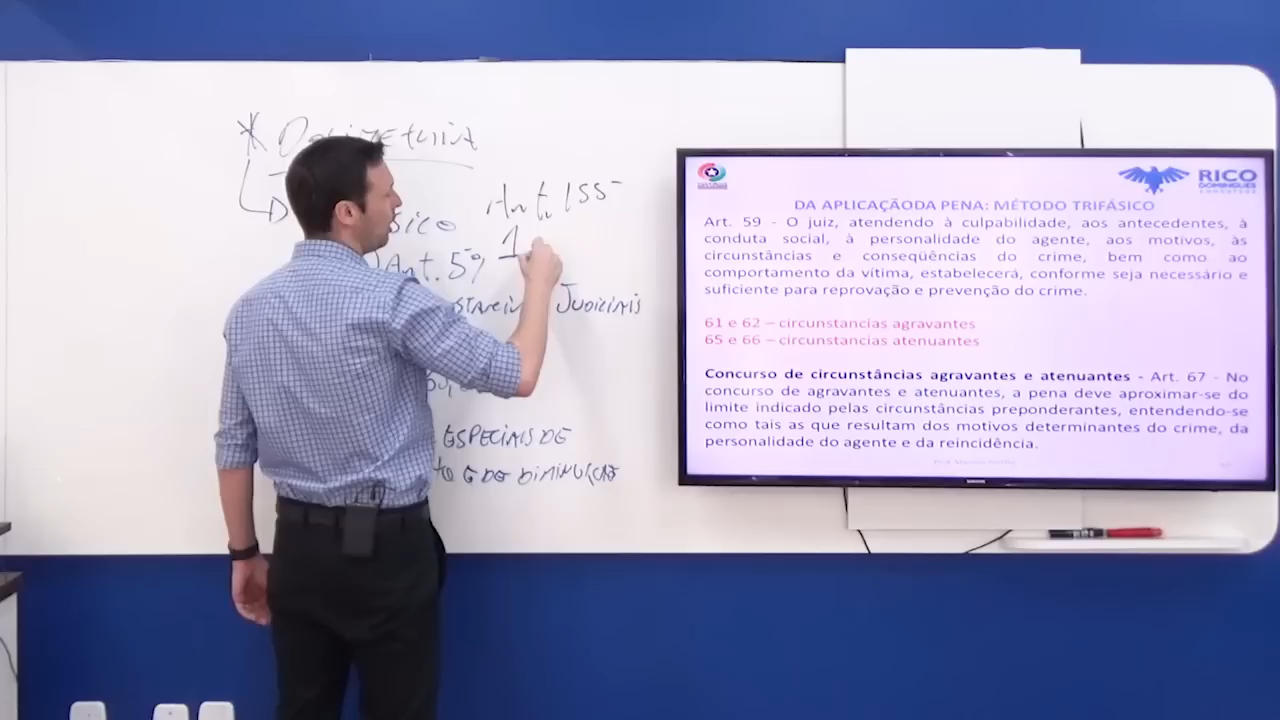 * DOSIMETRIA
Art. 155
1
Art. 59
JUDICIAIS
ESPECIAIS DE
E DE DIMINUIÇÃO
RICO
DOMINGUES
DA APLICAÇÃODA PENA: MÉTODO TRIFÁSICO
Art. 59 - O juiz, atendendo à culpabilidade, aos antecedentes, à
conduta social, à personalidade do agente, aos motivos, às
circunstâncias e conseqüências do crime, bem como ao
comportamento da vítima, estabelecerá, conforme seja necessário e
suficiente para reprovação e prevenção do crime.
61 e 62 – circunstancias agravantes
65 e 66 – circunstancias atenuantes
Concurso de circunstâncias agravantes e atenuantes - Art. 67 - No
concurso de agravantes e atenuantes, a pena deve aproximar-se do
limite indicado pelas circunstâncias preponderantes, entendendo-se
como tais as que resultam dos motivos determinantes do crime, da
personalidade do agente e da reincidência.